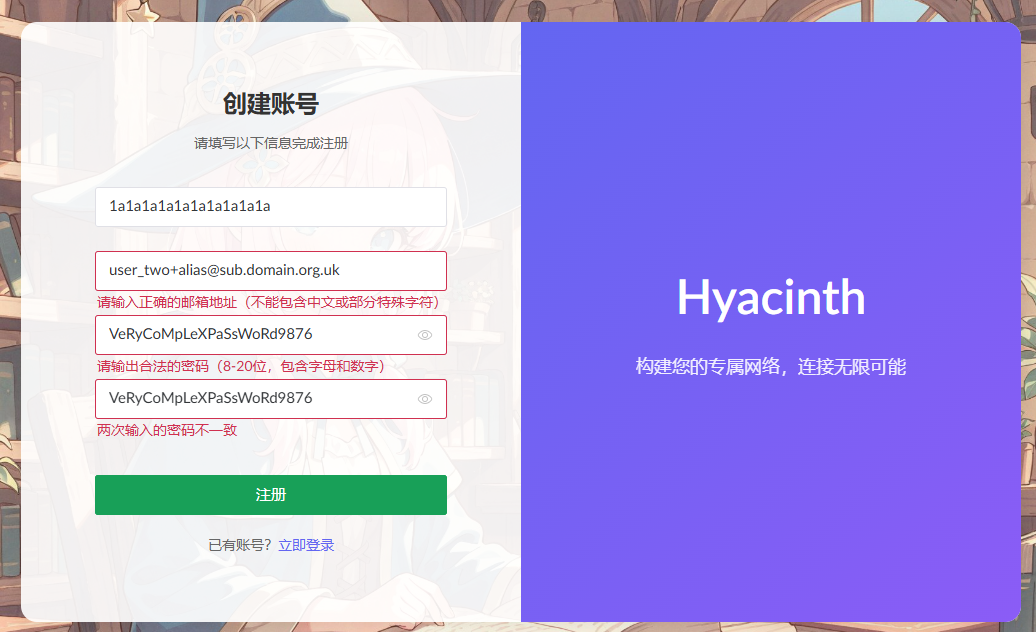 创建账号
请填写以下信息完成注册
1a1a1a1a1a1a1a1a1a1a
user_two+alias@sub.domain.org.uk
请输入正确的邮箱地址（不能包含中文或部分特殊字符）
VeRyCoMpLeXPaSsWoRd9876
请输出合法的密码（8-20位，包含字母和数字）
VeRyCoMpLeXPaSsWoRd9876
两次输入的密码不一致
注册
已有账号？立即登录
Hyacinth
构建您的专属网络，连接无限可能